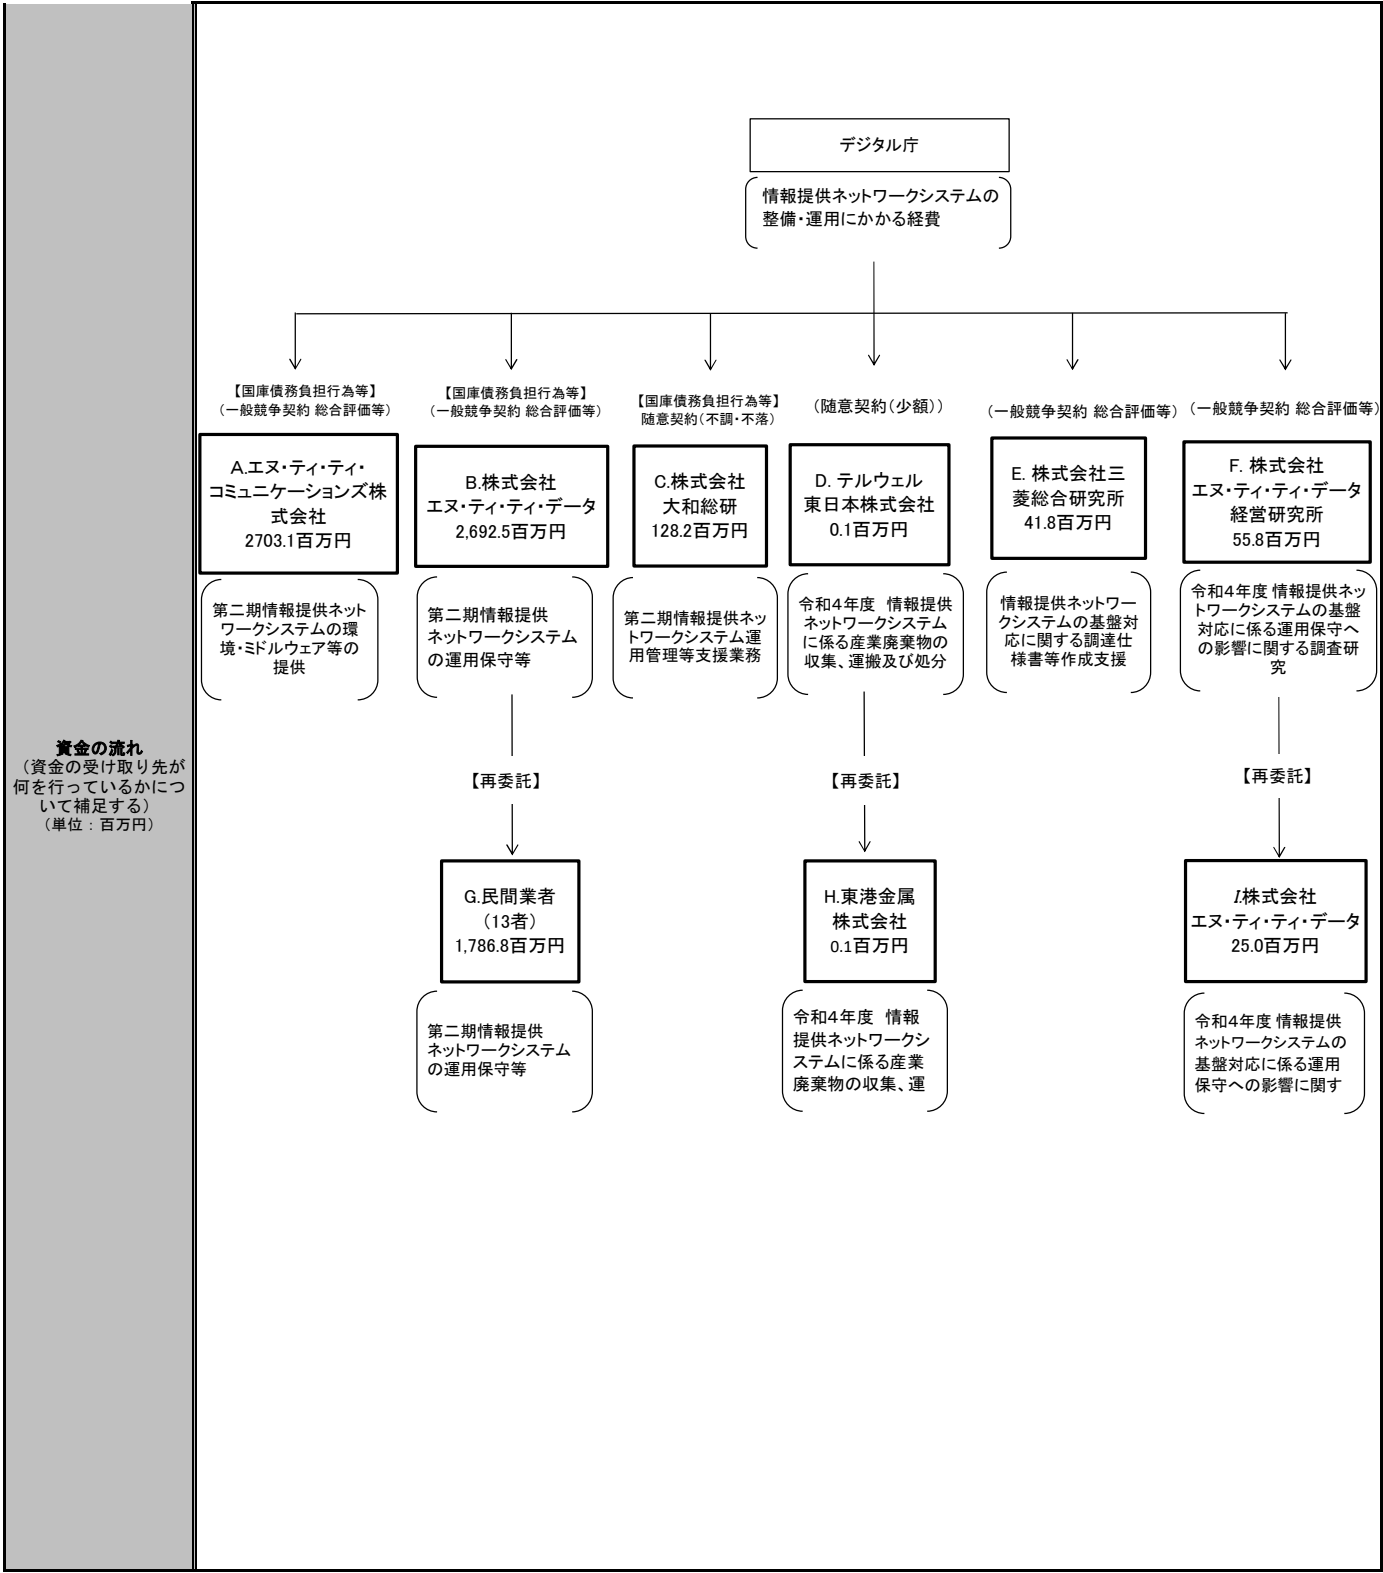 資金の流れ
（資金の受け取り先が
何を行っているかにつ
いて補足する）
（単位：百万円）
デジタル庁
情報提供ネットワークシステムの
整備・運用にかかる経費
【国庫債務負担行為等】
（一般競争契約 総合評価等）
A.エヌ・ティ・ティ・
コミュニケーションズ株
式会社
2703.1百万円
第二期情報提供ネット
ワークシステムの環
境・ミドルウェア等の
提供
【国庫債務負担行為等】
（一般競争契約 総合評価等）
B.株式会社
エヌ・ティ・ティ・データ
2,692.5百万円
第二期情報提供
ネットワークシステム
の運用保守等
【国庫債務負担行為等】
随意契約（不調・不落）
C.株式会社
大和総研
128.2百万円
第二期情報提供ネッ
トワークシステム運
用管理等支援業務
（随意契約（少額））
D. テルウェル
東日本株式会社
0.1百万円
令和4年度　情報提供
ネットワークシステム
に係る産業廃棄物の
収集、運搬及び処分
（一般競争契約 総合評価等）
E. 株式会社三
菱総合研究所
41.8百万円
情報提供ネットワー
クシステムの基盤対
応に関する調達仕
様書等作成支援
（一般競争契約 総合評価等）
F. 株式会社
エヌ・ティ・ティ・データ
経営研究所
55.8百万円
令和4年度 情報提供ネッ
トワークシステムの基盤
対応に係る運用保守へ
の影響に関する調査研
究
【再委託】
【再委託】
【再委託】
G.民間業者
（13者）
1,786.8百万円
第二期情報提供
ネットワークシステム
の運用保守等
H.東港金属
株式会社
0.1百万円
令和4年度　情報
提供ネットワークシ
ステムに係る産業
廃棄物の収集、運
I.株式会社
エヌ・ティ・ティ・データ
25.0百万円
令和4年度 情報提供
ネットワークシステムの
基盤対応に係る運用
保守への影響に関す